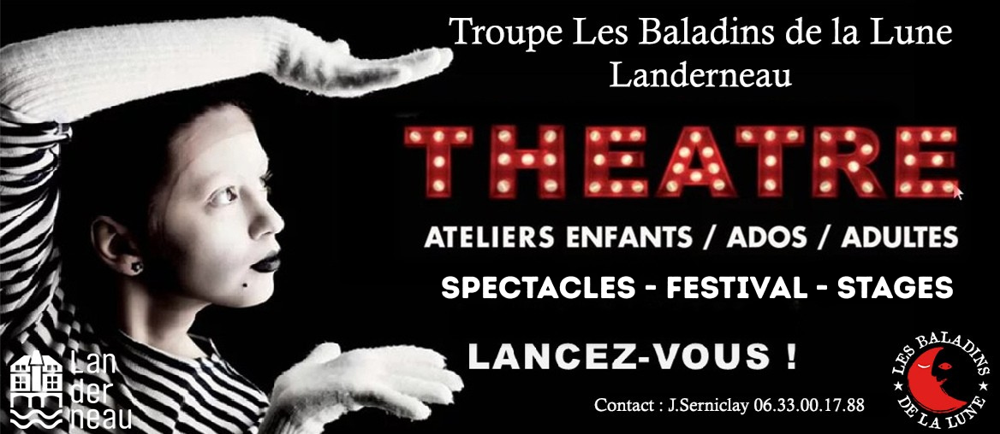 Troupe Les Baladins de la Lune
Landerneau
THEATRE
ATELIERS ENFANTS / ADOS / ADULTES
SPECTACLES - FESTIVAL - STAGES
LANCEZ-VOUS !
Contact : J.Serniclay 06.33.00.17.88
Lan
der
neau
LES BALADINS
DE LA LUNE